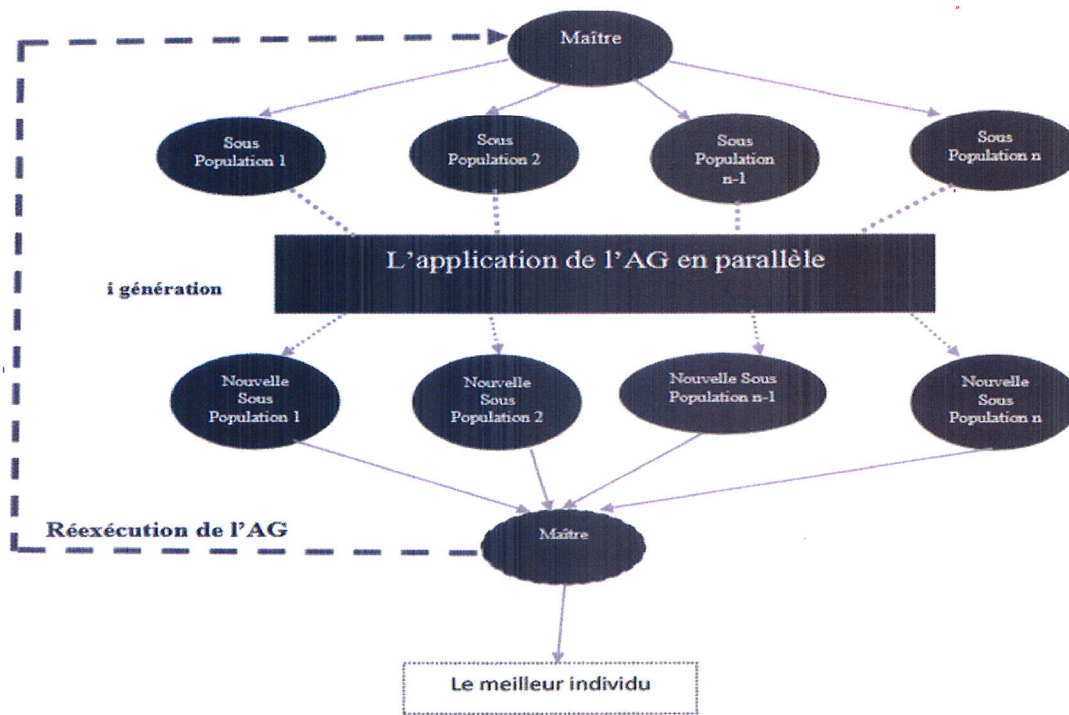 Maître
Sous
Population 1
Sous
Population 2
Sous
Population
n-1
Sous
Population n
L'application de l'AG en parallèle
i génération
Nouvelle
Sous
Population 1
Nouvelle
Sous
Population 2
Nouvelle Sous
Population n-1
Nouvelle
Sous
Population n
Réexécution de l'AG
Maître
Le meilleur individu